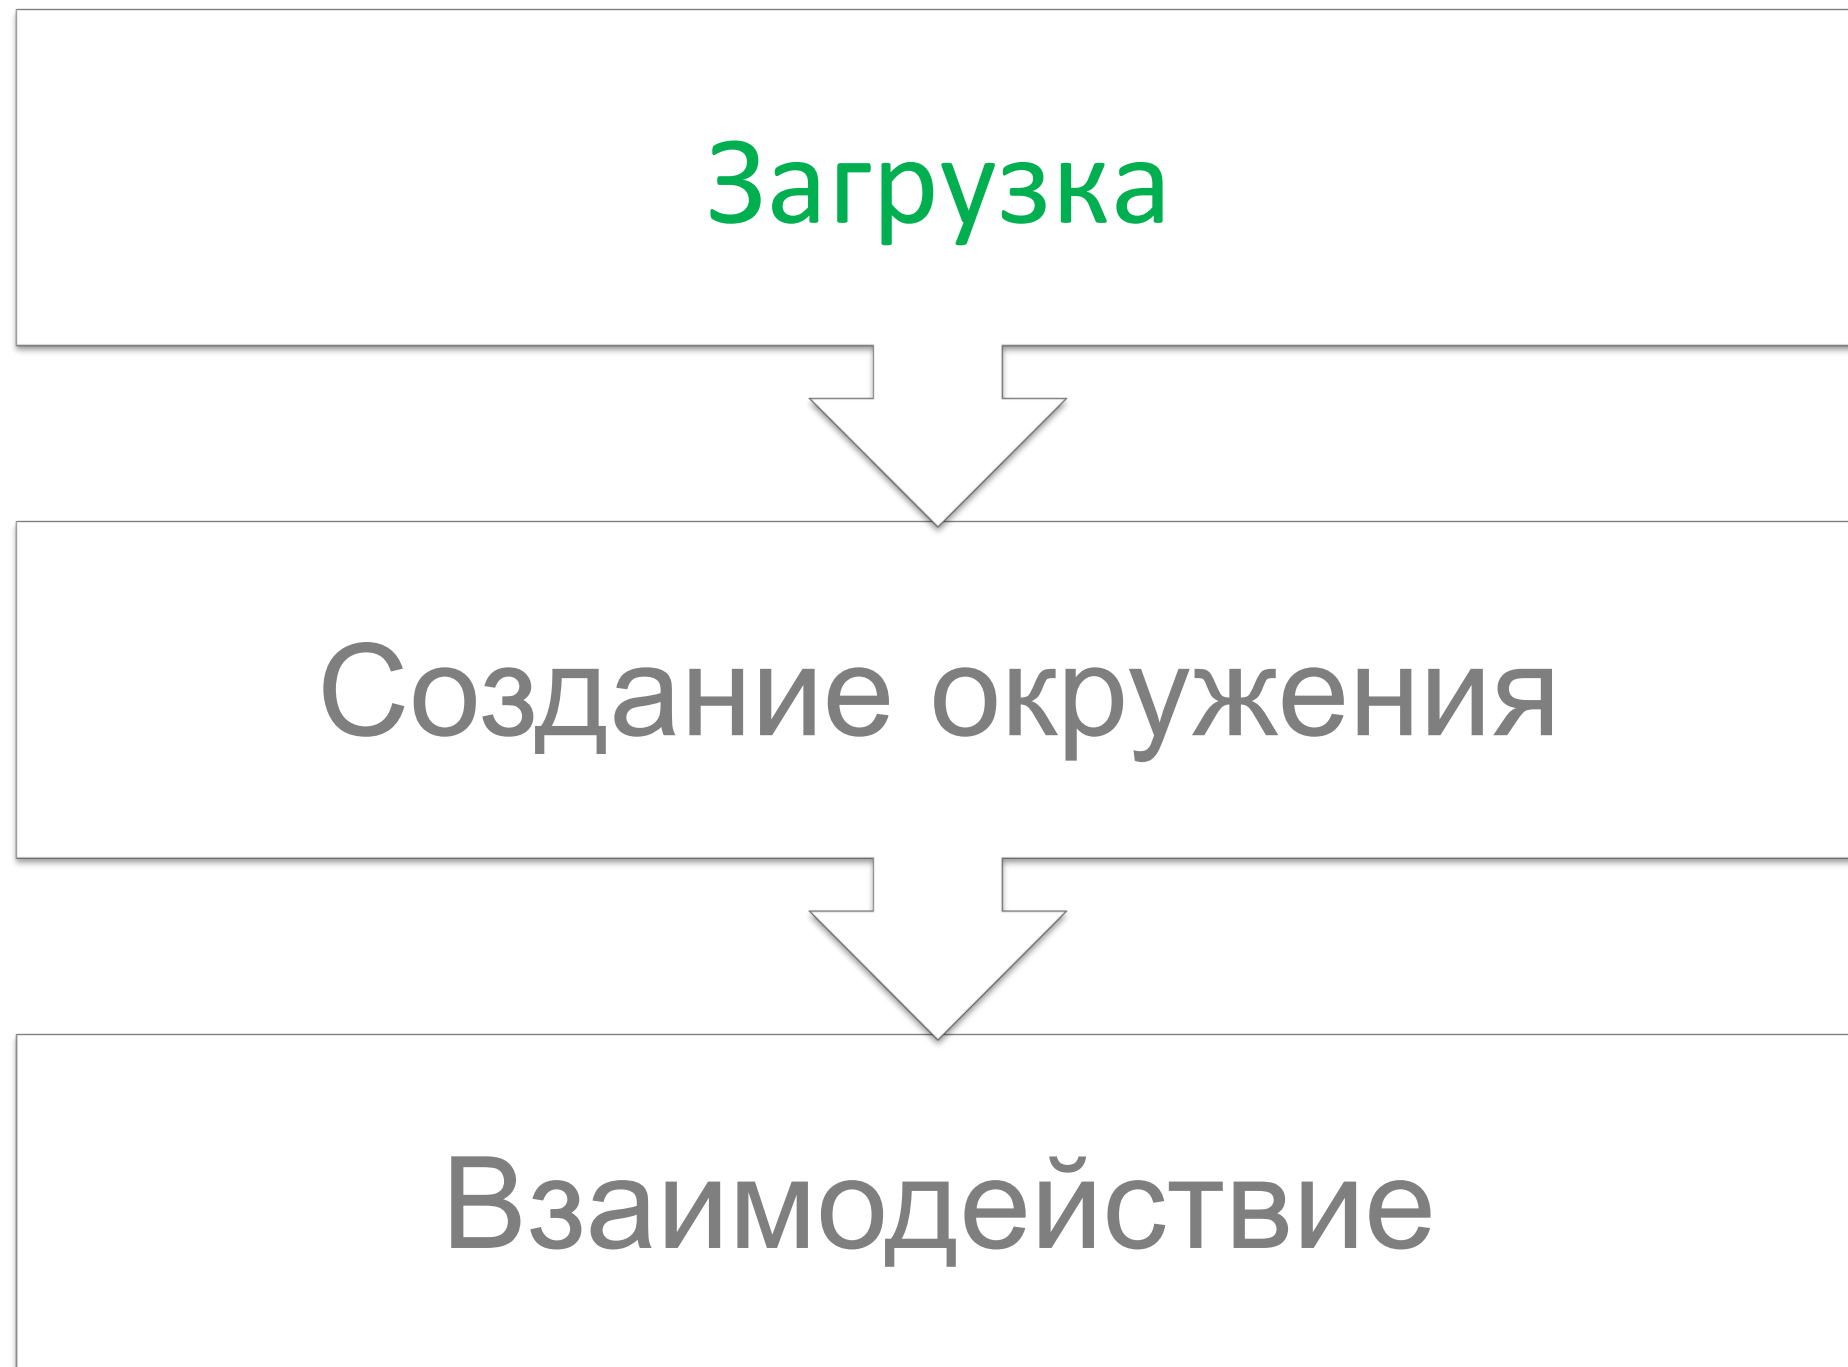 Загрузка
Создание окружения
Взаимодействие